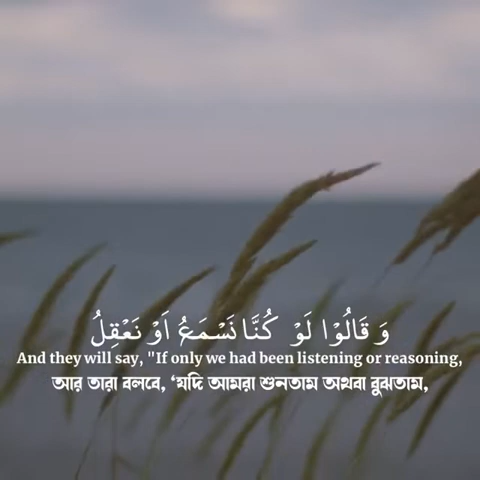 وَ قَالُوْا لَوْ كُنَّا نَسْمَعُ اَوْ نَعْقِلُ
And they will say, "If only we had been listening or reasoning,
আর তারা বলবে, ‘যদি আমরা শুনতাম অথবা বুঝতাম,